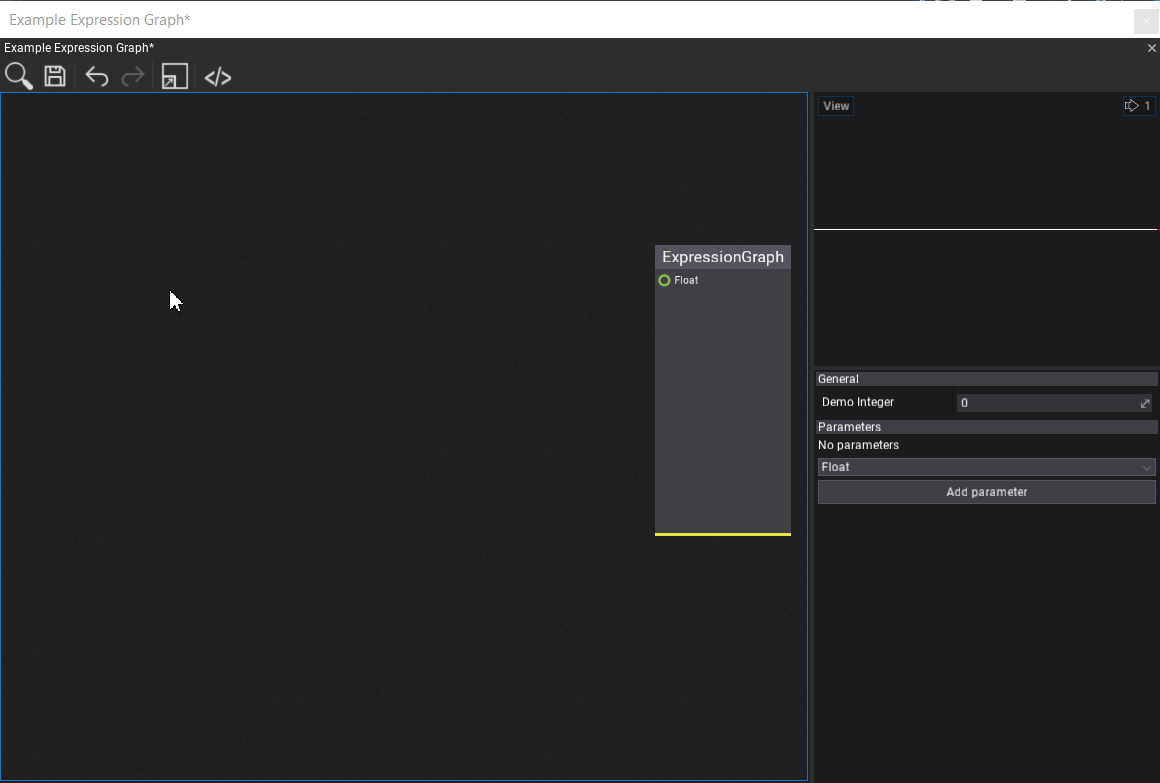 Example Expression Graph*
Example Expression Graph*
</>
View
1
ExpressionGraph
Float
General
Demo Integer
0
Parameters
No parameters
Float
Add parameter